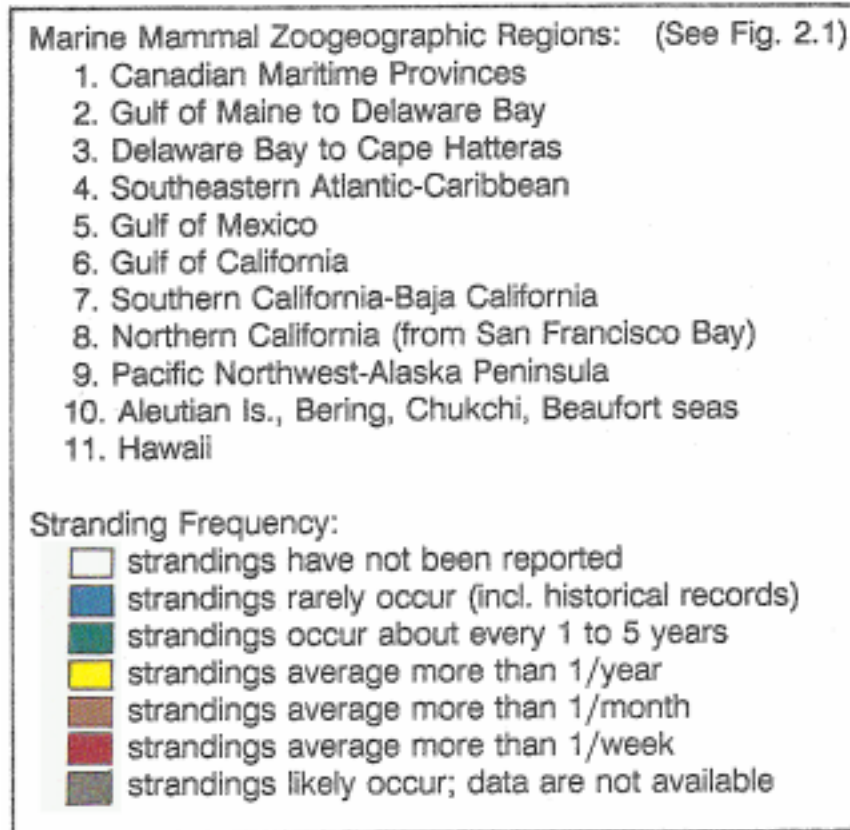 Marine Mammal Zoogeographic Regions: (See Fig. 2.1)
1. Canadian Maritime Provinces
2. Gulf of Maine to Delaware Bay
3. Delaware Bay to Cape Hatteras
4. Southeastern Atlantic-Caribbean
5. Gulf of Mexico
6. Gulf of California
7. Southern California-Baja California
8. Northern California (from San Francisco Bay)
9. Pacific Northwest-Alaska Peninsula
10. Aleutian Is., Bering, Chukchi, Beaufort seas
11. Hawaii
Stranding Frequency:
strandings have not been reported
strandings rarely occur (incl. historical records)
strandings occur about every 1 to 5 years
strandings average more than 1/year
strandings average more than 1/month
strandings average more than 1/week
strandings likely occur; data are not available